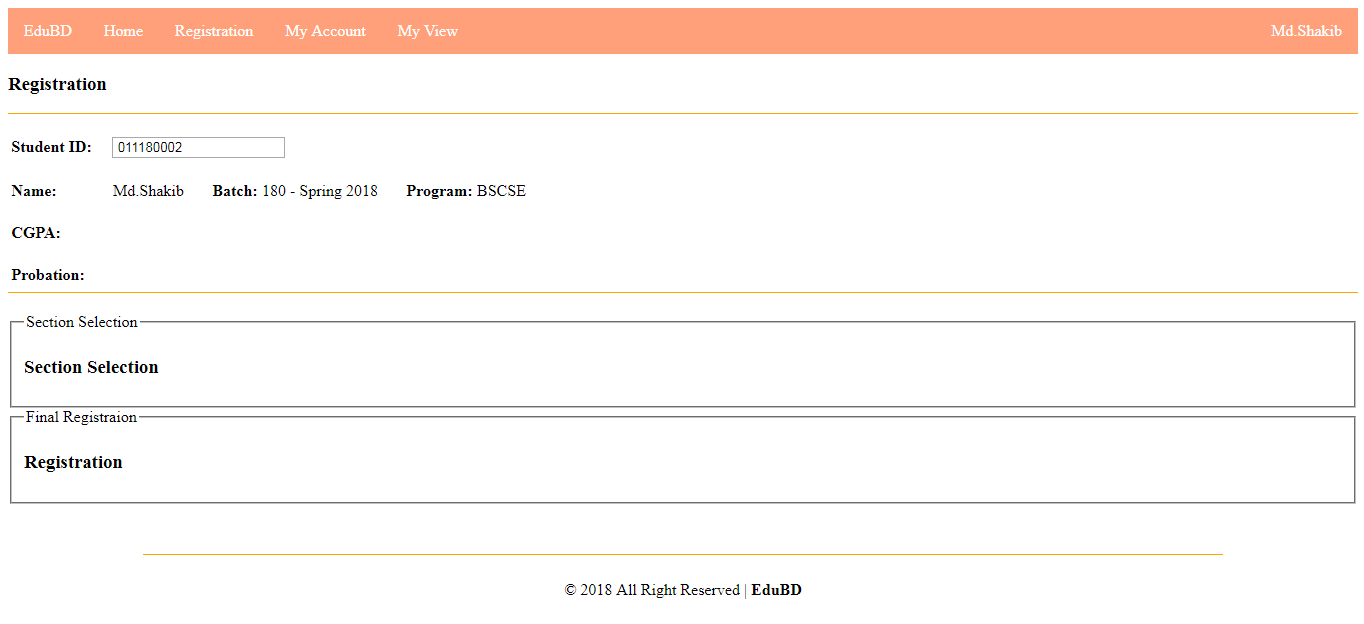 EduBD Home Registration My Account My View Md.Shakib
Registration
Student ID: 011180002
Name: Md.Shakib Batch: 180 - Spring 2018 Program: BSCSE
CGPA:
Probation:
Section Selection
Section Selection
Final Registraion
Registration
© 2018 All Right Reserved | EduBD